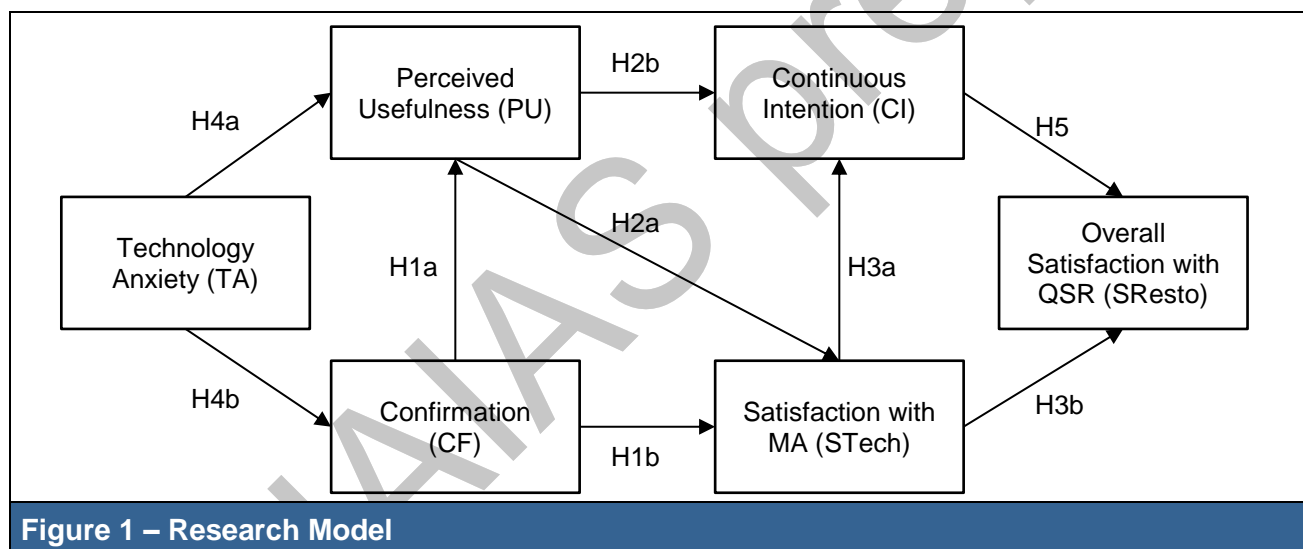 Perceived
Usefulness (PU)
H2b
Continuous
Intention (CI)
H4a
H5
Technology
Anxiety (TA)
H1a
H2a
H3a
Overall
Satisfaction with
QSR (SResto)
H4b
Confirmation
(CF)
H1b
Satisfaction with
MA (STech)
H3b
Figure 1 – Research Model